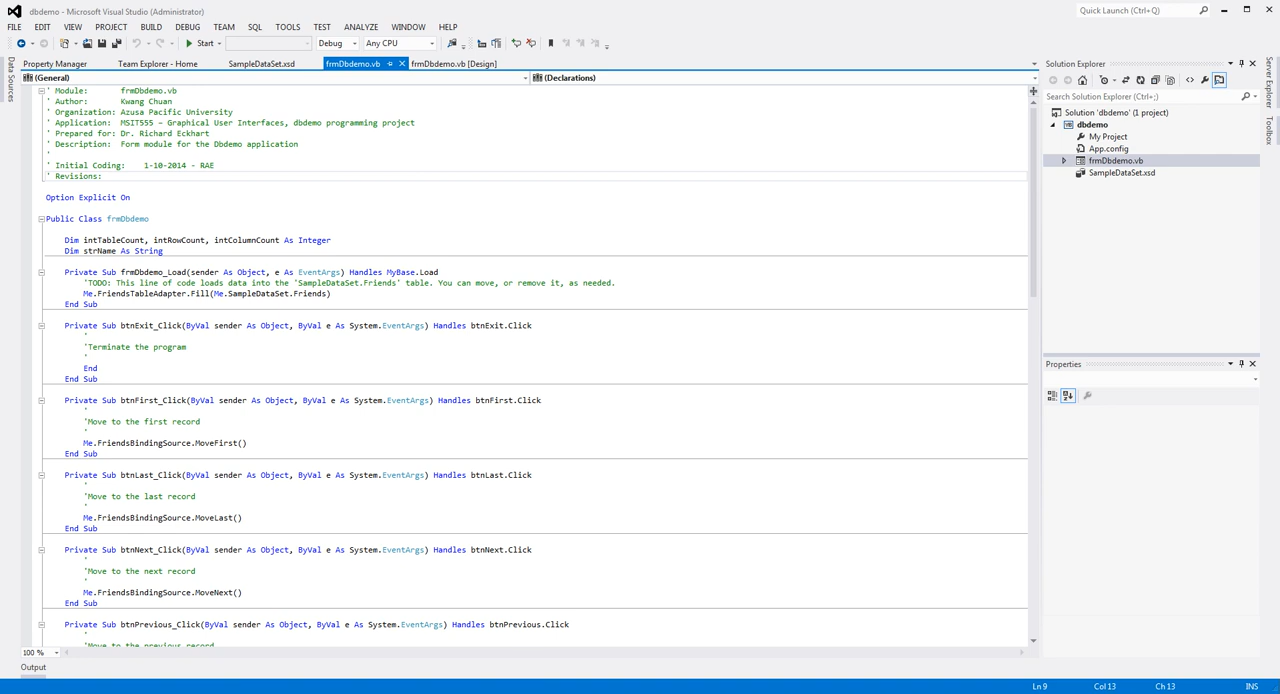 dbdemo - Microsoft Visual Studio (Administrator)
Quick Launch (Ctrl+Q)
FILE EDIT VIEW PROJECT BUILD DEBUG TEAM SQL TOOLS TEST ANALYZE WINDOW HELP
Start Debug Any CPU
Property Manager Team Explorer - Home SampleDataSet.xsd frmDbdemo.vb frmDbdemo.vb [Design]
(General) (Declarations)
' Module: frmDbdemo.vb
' Author: Kwang Chuan
' Organization: Azusa Pacific University
' Application: MSIT555 – Graphical User Interfaces, dbdemo programming project
' Prepared for: Dr. Richard Eckhart
' Description: Form module for the Dbdemo application
'
' Initial Coding: 1-10-2014 - RAE
' Revisions:
Option Explicit On
Public Class frmDbdemo
Dim intTableCount, intRowCount, intColumnCount As Integer
Dim strName As String
Private Sub frmDbdemo_Load(sender As Object, e As EventArgs) Handles MyBase.Load
'TODO: This line of code loads data into the 'SampleDataSet.Friends' table. You can move, or remove it, as needed.
Me.FriendsTableAdapter.Fill(Me.SampleDataSet.Friends)
End Sub
Private Sub btnExit_Click(ByVal sender As Object, ByVal e As System.EventArgs) Handles btnExit.Click
'
'Terminate the program
'
End
End Sub
Private Sub btnFirst_Click(ByVal sender As Object, ByVal e As System.EventArgs) Handles btnFirst.Click
'
'Move to the first record
'
Me.FriendsBindingSource.MoveFirst()
End Sub
Private Sub btnLast_Click(ByVal sender As Object, ByVal e As System.EventArgs) Handles btnLast.Click
'
'Move to the last record
'
Me.FriendsBindingSource.MoveLast()
End Sub
Private Sub btnNext_Click(ByVal sender As Object, ByVal e As System.EventArgs) Handles btnNext.Click
'
'Move to the next record
'
Me.FriendsBindingSource.MoveNext()
End Sub
Private Sub btnPrevious_Click(ByVal sender As Object, ByVal e As System.EventArgs) Handles btnPrevious.Click
'
'Move to the previous record
100 %
Output
Data Sources
Solution Explorer
Search Solution Explorer (Ctrl+;)
Solution 'dbdemo' (1 project)
dbdemo
My Project
App.config
frmDbdemo.vb
SampleDataSet.xsd
Properties
Server Explorer
Toolbox
Ln 9 Col 13 Ch 13 INS